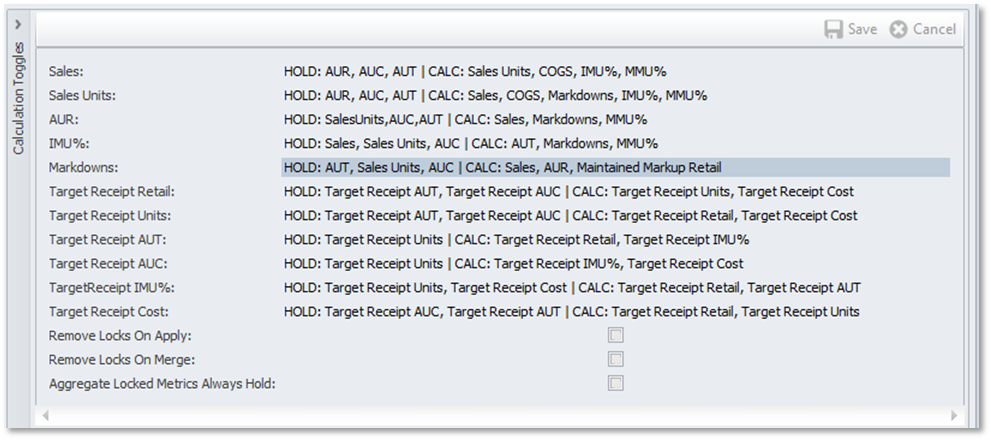 Save Cancel
Calculation Toggles
Sales: HOLD: AUR, AUC, AUT | CALC: Sales Units, COGS, IMU%, MMU%
Sales Units: HOLD: AUR, AUC, AUT | CALC: Sales, COGS, Markdowns, IMU%, MMU%
AUR: HOLD: SalesUnits,AUC,AUT | CALC: Sales, Markdowns, MMU%
IMU%: HOLD: Sales, Sales Units, AUC | CALC: AUT, Markdowns, MMU%
Markdowns: HOLD: AUT, Sales Units, AUC | CALC: Sales, AUR, Maintained Markup Retail
Target Receipt Retail: HOLD: Target Receipt AUT, Target Receipt AUC | CALC: Target Receipt Units, Target Receipt Cost
Target Receipt Units: HOLD: Target Receipt AUT, Target Receipt AUC | CALC: Target Receipt Retail, Target Receipt Cost
Target Receipt AUT: HOLD: Target Receipt Units | CALC: Target Receipt Retail, Target Receipt IMU%
Target Receipt AUC: HOLD: Target Receipt Units | CALC: Target Receipt IMU%, Target Receipt Cost
TargetReceipt IMU%: HOLD: Target Receipt Units, Target Receipt Cost | CALC: Target Receipt Retail, Target Receipt AUT
Target Receipt Cost: HOLD: Target Receipt AUC, Target Receipt AUT | CALC: Target Receipt Retail, Target Receipt Units
Remove Locks On Apply:
Remove Locks On Merge:
Aggregate Locked Metrics Always Hold: